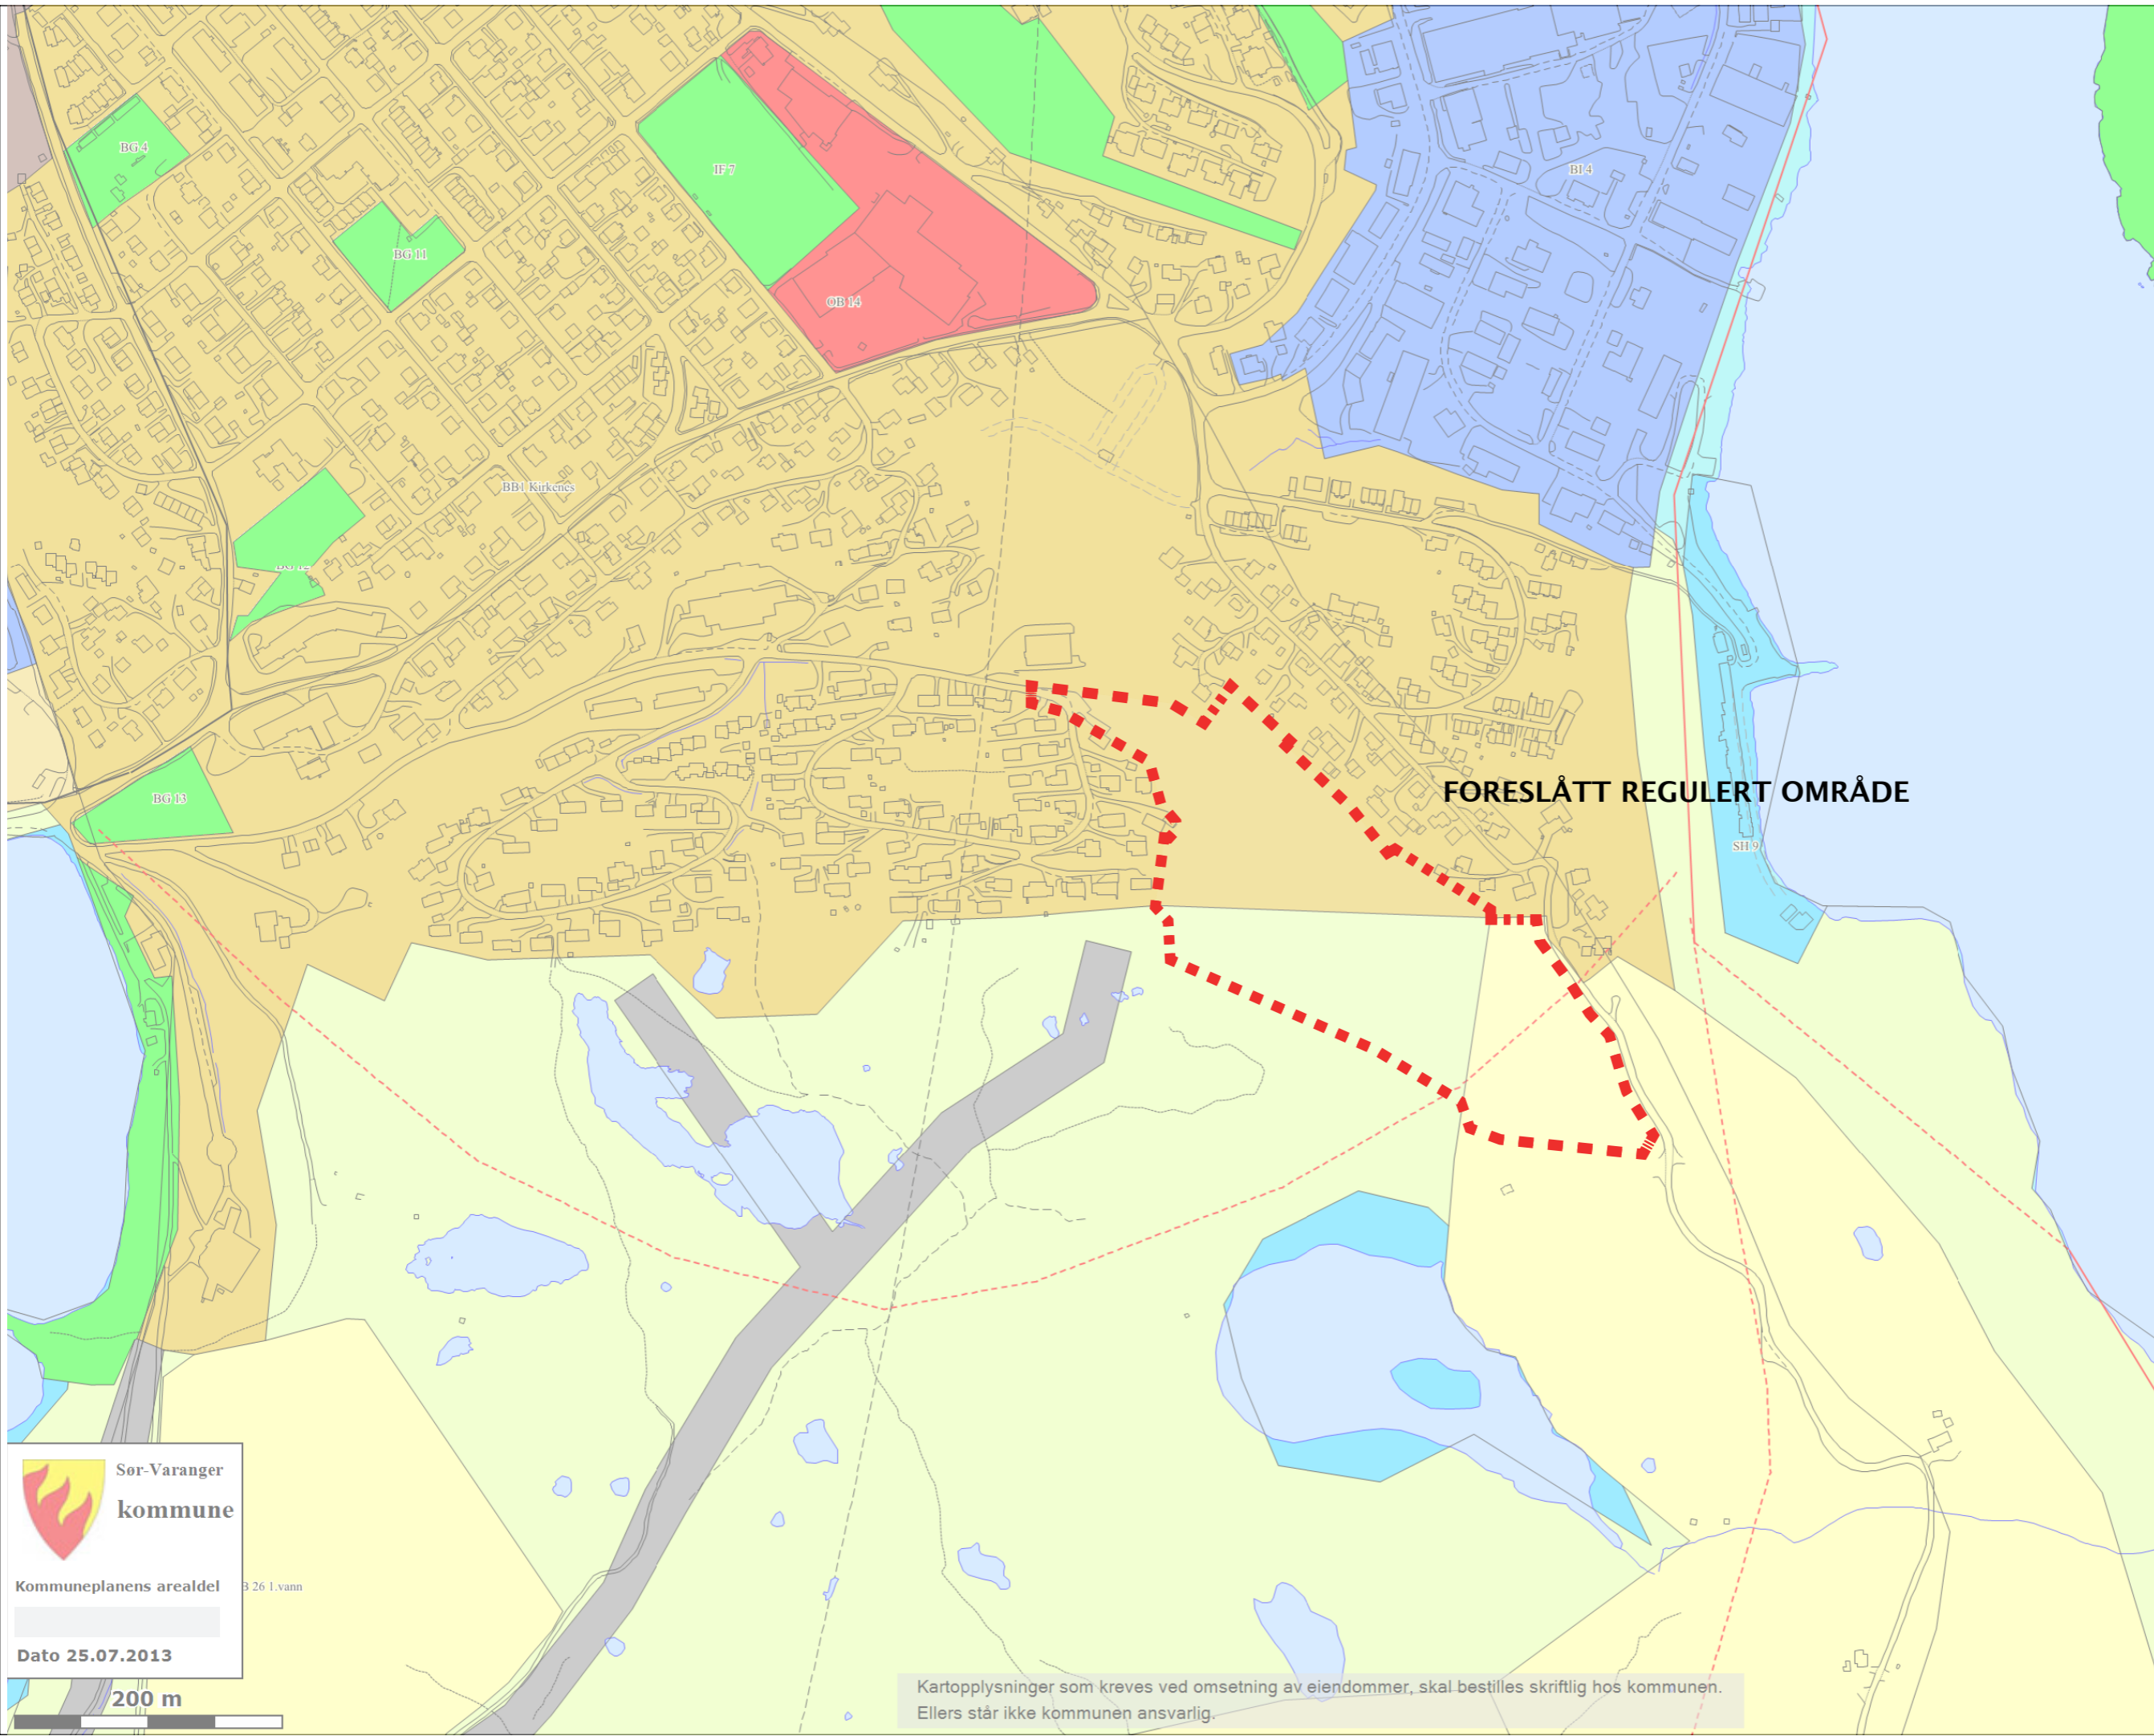 BG 4
IF 7
BI 4
BG 11
OB 14
BB1 Kirkenes
BG 12
FORESLÅTT REGULERT OMRÅDE
BG 13
SH 9
Sør-Varanger
kommune
Kommuneplanens arealdel
26 1.vann
Dato 25.07.2013
200 m
Kartopplysninger som kreves ved omsetning av eiendommer, skal bestilles skriftlig hos kommunen.
Ellers står ikke kommunen ansvarlig.